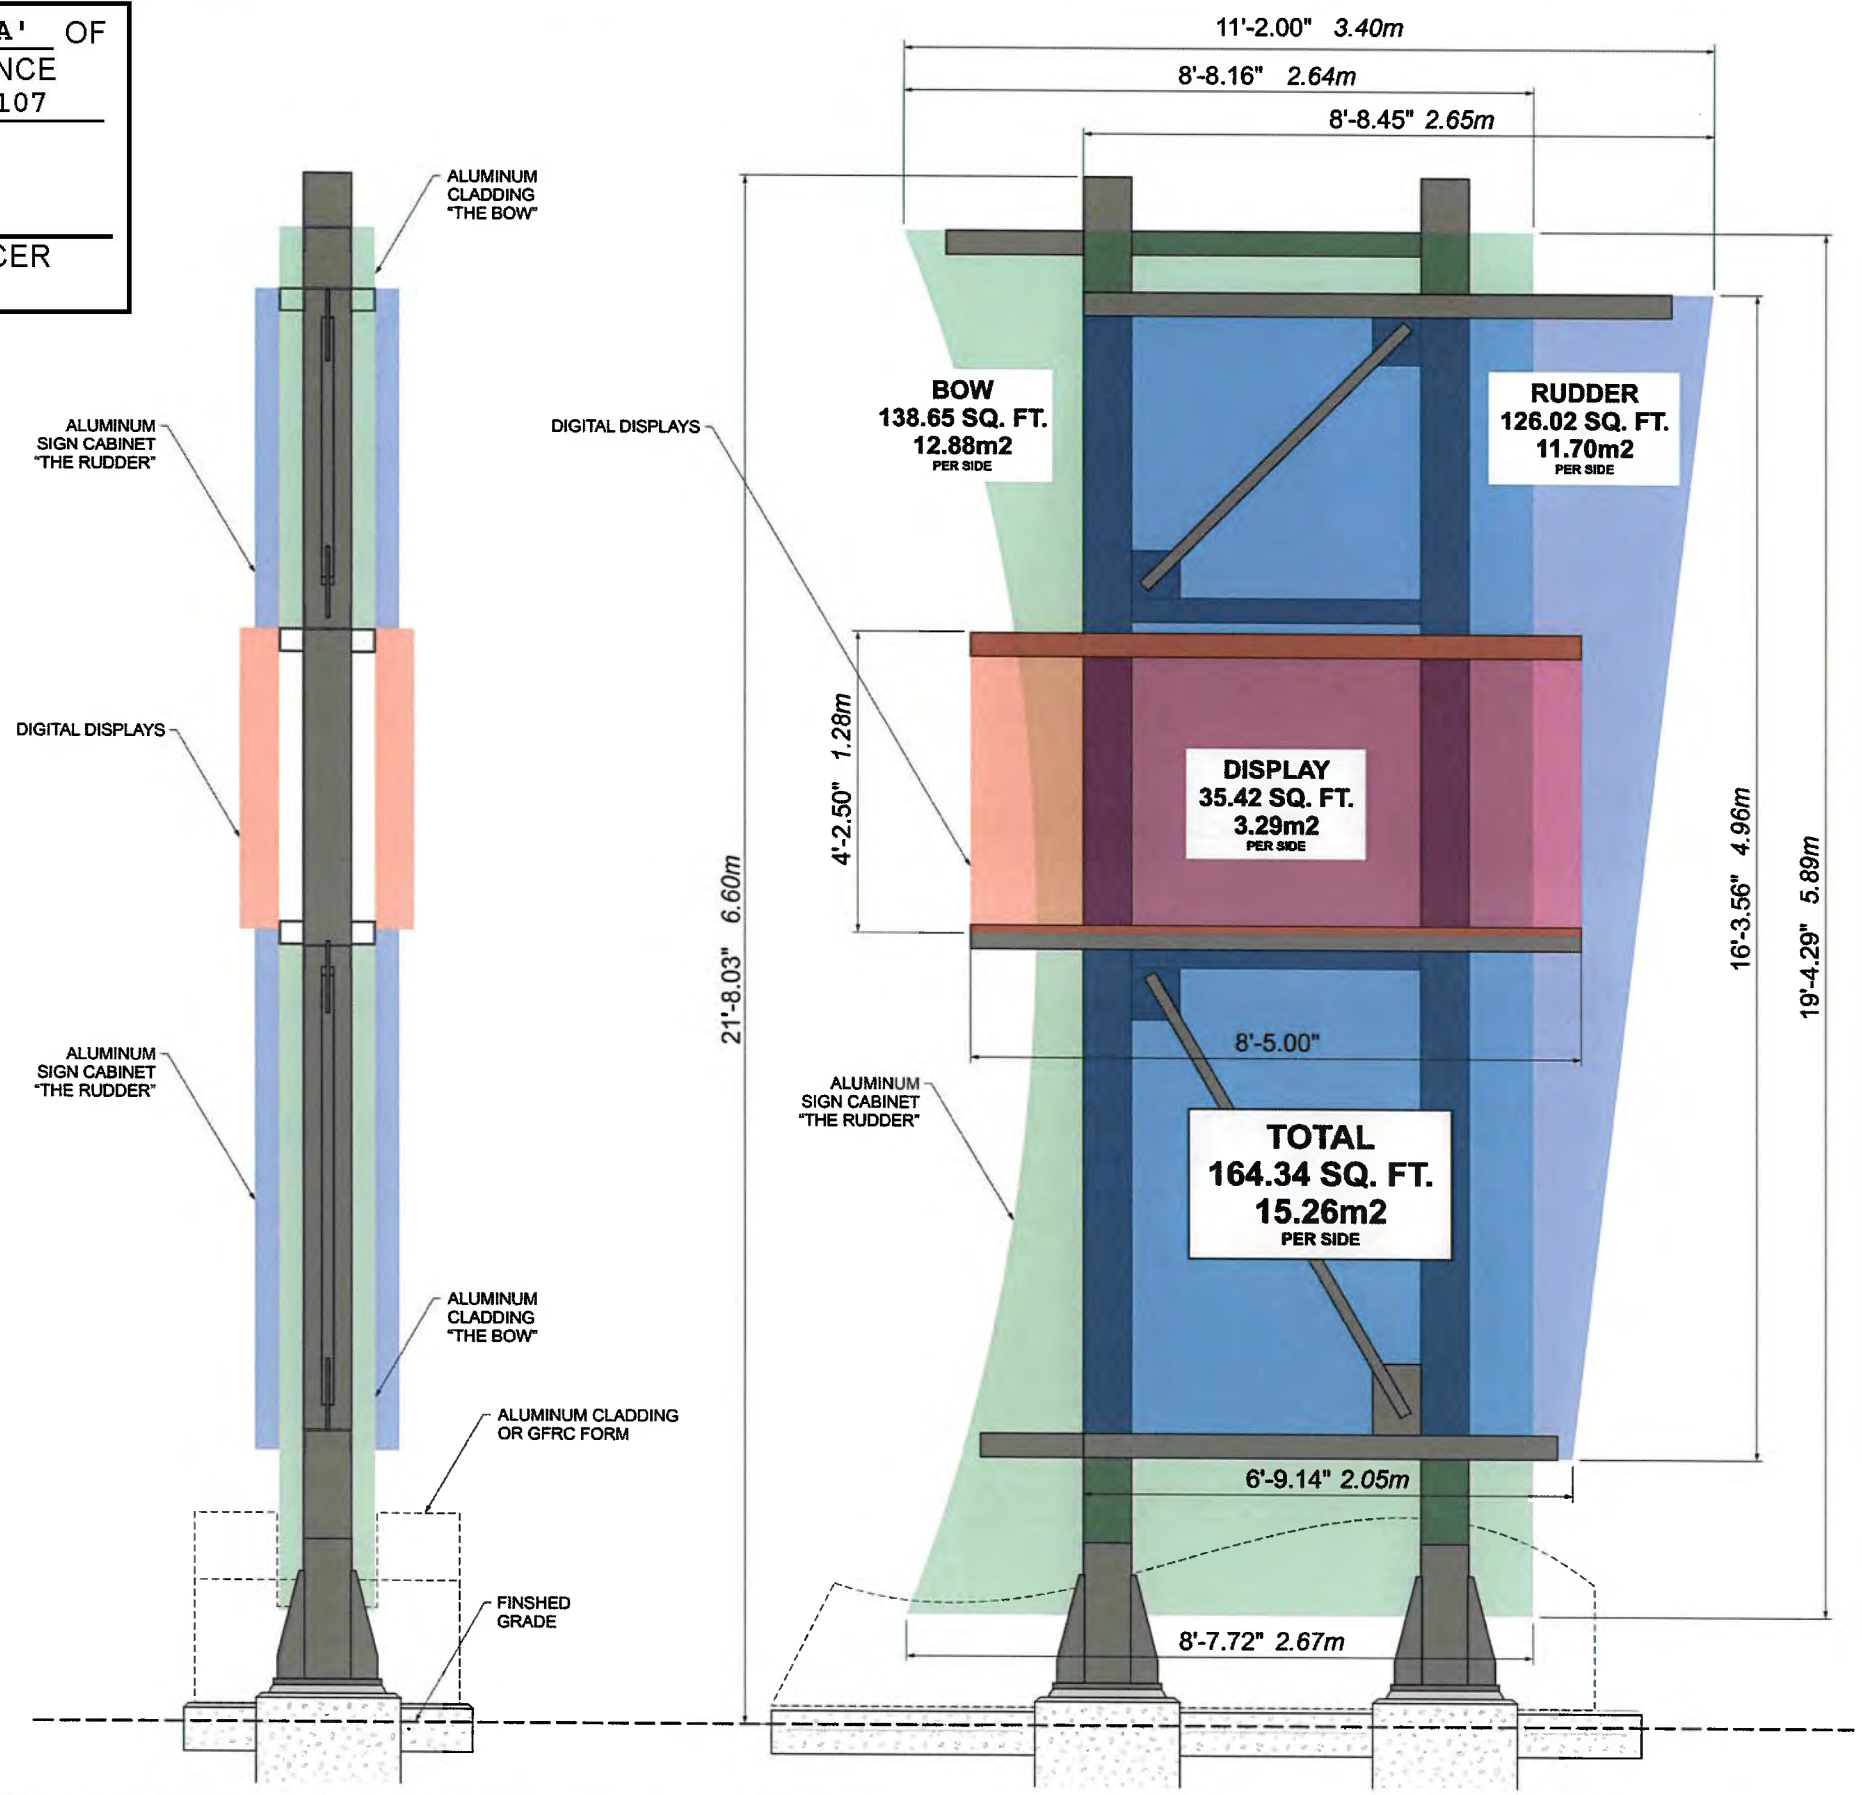 A' OF
NCE
107
CER
ALUMINUM
CLADDING
"THE BOW"
ALUMINUM
SIGN CABINET
"THE RUDDER"
DIGITAL DISPLAYS
ALUMINUM
SIGN CABINET
"THE RUDDER"
ALUMINUM
CLADDING
"THE BOW"
ALUMINUM CLADDING
OR GFRC FORM
FINSHED
GRADE
11'-2.00" 3.40m
8'-8.16" 2.64m
8'-8.45" 2.65m
DIGITAL DISPLAYS
BOW
138.65 SQ. FT.
12.88m2
PER SIDE
RUDDER
126.02 SQ. FT.
11.70m2
PER SIDE
4'-2.50" 1.28m
DISPLAY
35.42 SQ. FT.
3.29m2
PER SIDE
21'-8.03" 6.60m
16'-3.56" 4.96m
19'-4.29" 5.89m
8'-5.00"
ALUMINUM
SIGN CABINET
"THE RUDDER"
TOTAL
164.34 SQ. FT.
15.26m2
PER SIDE
6'-9.14" 2.05m
8'-7.72" 2.67m